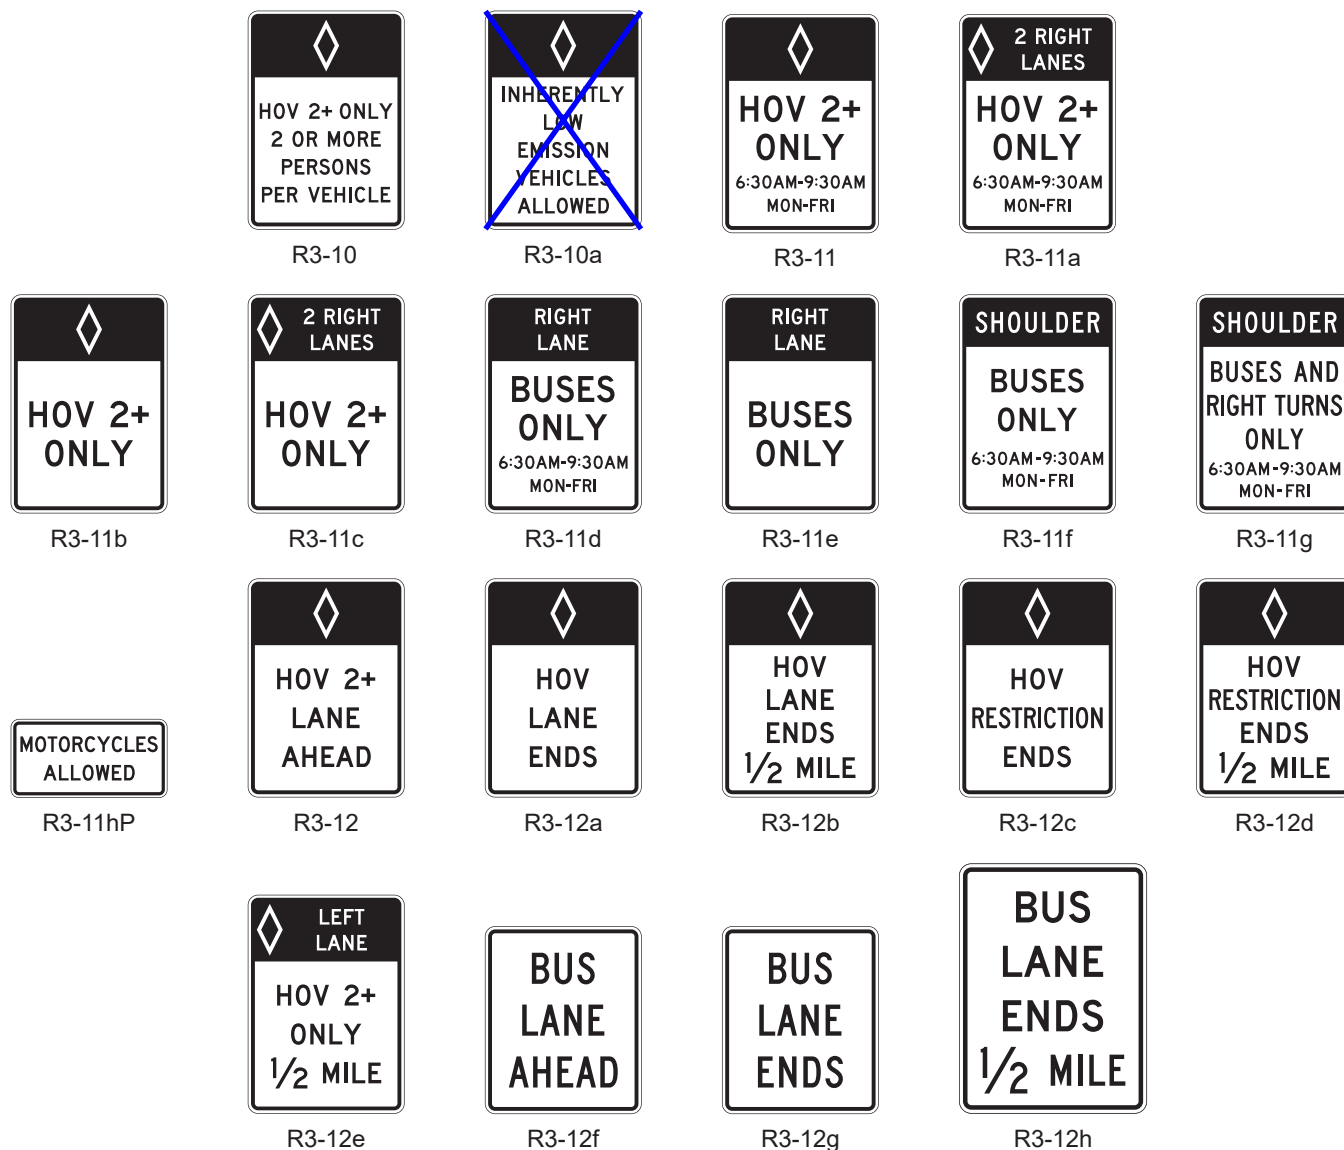 HOV 2+ ONLY
2 OR MORE
PERSONS
PER VEHICLE
R3-10
INHERENTLY
LOW
EMISSION
VEHICLES
ALLOWED
R3-10a
HOV 2+
ONLY
6:30AM-9:30AM
MON-FRI
R3-11
2 RIGHT
LANES
HOV 2+
ONLY
6:30AM-9:30AM
MON-FRI
R3-11a
HOV 2+
ONLY
R3-11b
2 RIGHT
LANES
HOV 2+
ONLY
R3-11c
RIGHT
LANE
BUSES
ONLY
6:30AM-9:30AM
MON-FRI
R3-11d
RIGHT
LANE
BUSES
ONLY
R3-11e
SHOULDER
BUSES
ONLY
6:30AM-9:30AM
MON-FRI
R3-11f
SHOULDER
BUSES AND
RIGHT TURNS
ONLY
6:30AM-9:30AM
MON-FRI
R3-11g
MOTORCYCLES
ALLOWED
R3-11hP
HOV 2+
LANE
AHEAD
R3-12
HOV
LANE
ENDS
R3-12a
HOV
LANE
ENDS
1/2 MILE
R3-12b
HOV
RESTRICTION
ENDS
R3-12c
HOV
RESTRICTION
ENDS
1/2 MILE
R3-12d
LEFT
LANE
HOV 2+
ONLY
1/2 MILE
R3-12e
BUS
LANE
AHEAD
R3-12f
BUS
LANE
ENDS
R3-12g
BUS
LANE
ENDS
1/2 MILE
R3-12h